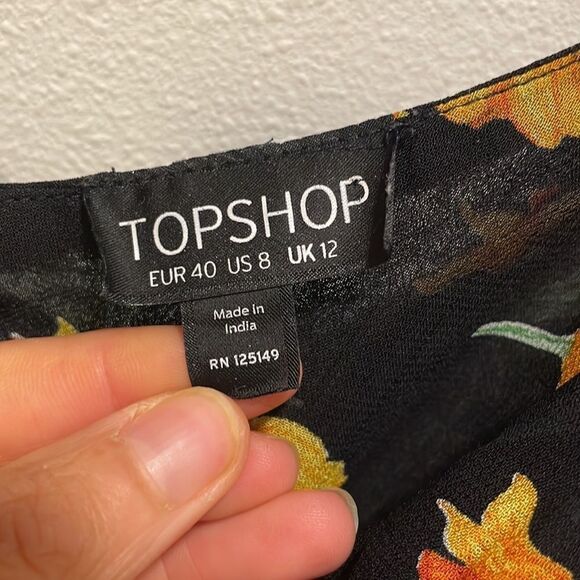 TOPSHOP
EUR 40 US 8 UK 12
Made in
India
RN 125149